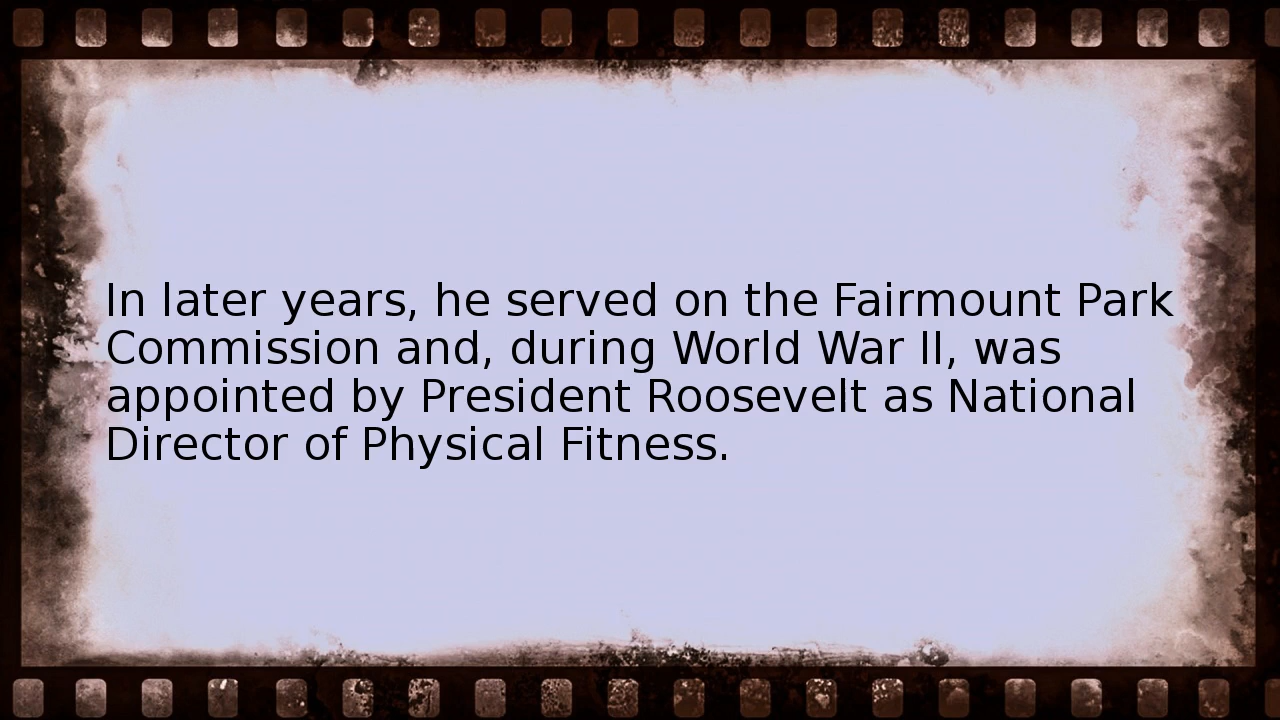 In later years, he served on the Fairmount Park
Commission and, during World War II, was
appointed by President Roosevelt as National
Director of Physical Fitness.